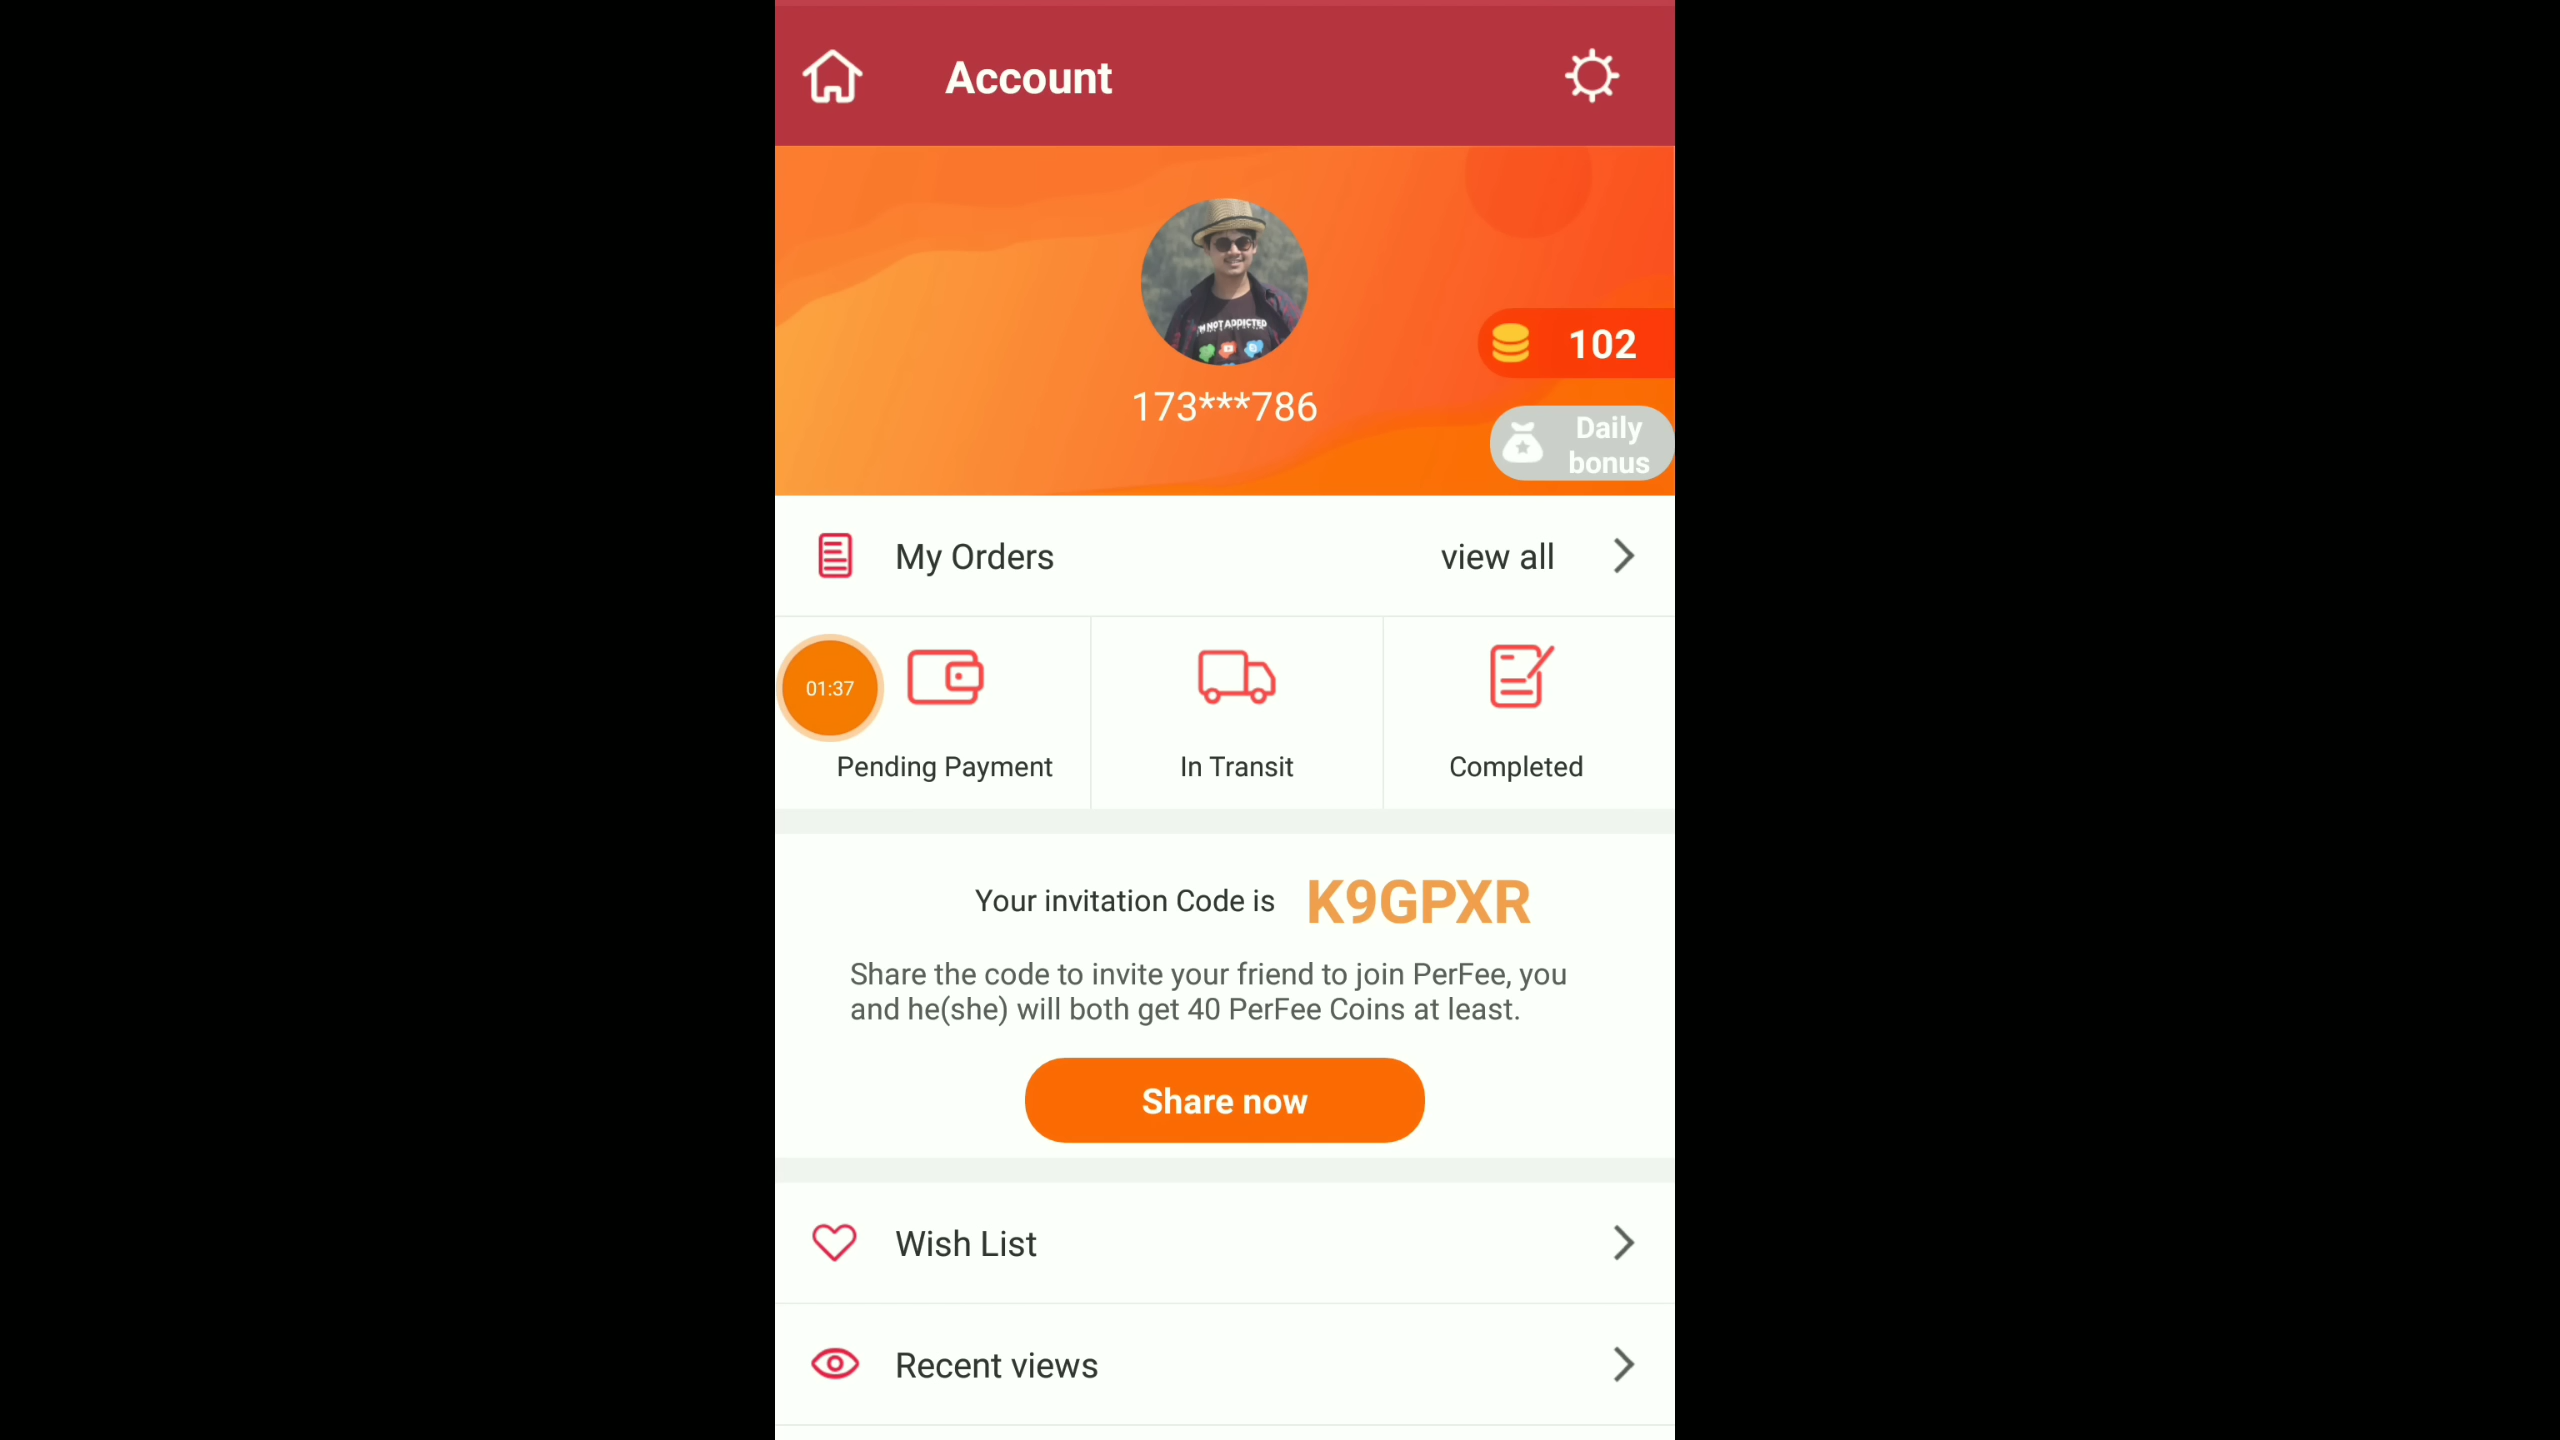 Account
I'M NOT ADDICTED
102
173***786
Daily
bonus
My Orders
view all
01:37
Pending Payment
In Transit
Completed
Your invitation Code is K9GPXR
Share the code to invite your friend to join PerFee, you
and he(she) will both get 40 PerFee Coins at least.
Share now
Wish List
Recent views